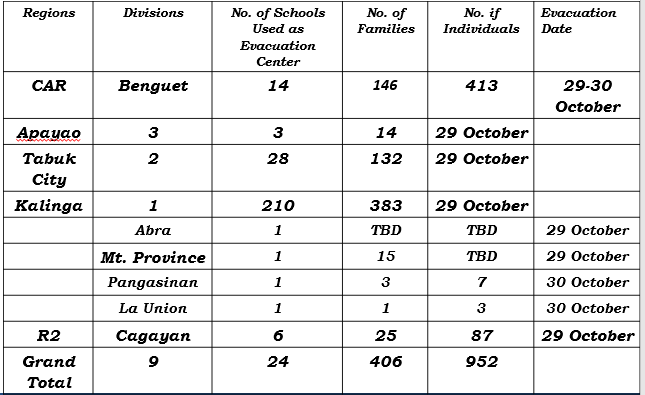 Regions Divisions No. of Schools Used as Evacuation Center No. of Families No. if Individuals Evacuation Date
CAR Benguet 14 146 413 29-30 October
Apayao 3 3 14 29 October
Tabuk City 2 28 132 29 October
Kalinga 1 210 383 29 October
Abra 1 TBD TBD 29 October
Mt. Province 1 15 TBD 29 October
Pangasinan 1 3 7 30 October
La Union 1 1 3 30 October
R2 Cagayan 6 25 87 29 October
Grand Total 9 24 406 952